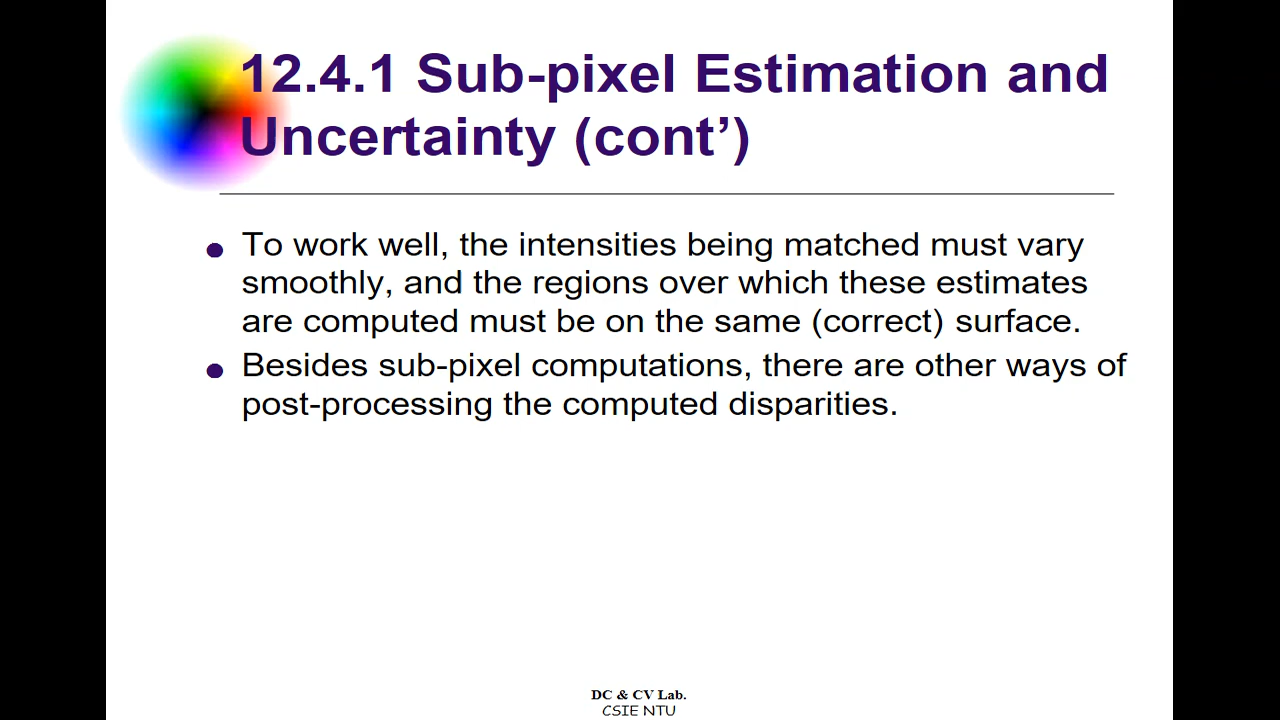 12.4.1 Sub-pixel Estimation and
Uncertainty (cont’)
● To work well, the intensities being matched must vary
smoothly, and the regions over which these estimates
are computed must be on the same (correct) surface.
● Besides sub-pixel computations, there are other ways of
post-processing the computed disparities.
DC & CV Lab.
CSIE NTU